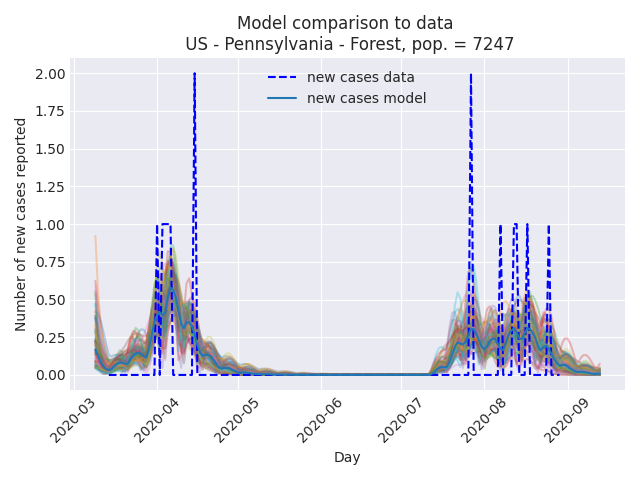 Model comparison to data
US - Pennsylvania - Forest, pop. = 7247
new cases data
new cases model
Number of new cases reported
2.00
1.75
1.50
1.25
1.00
0.75
0.50
0.25
0.00
2020-03
2020-04
2020-05
2020-06
2020-07
2020-08
2020-09
Day